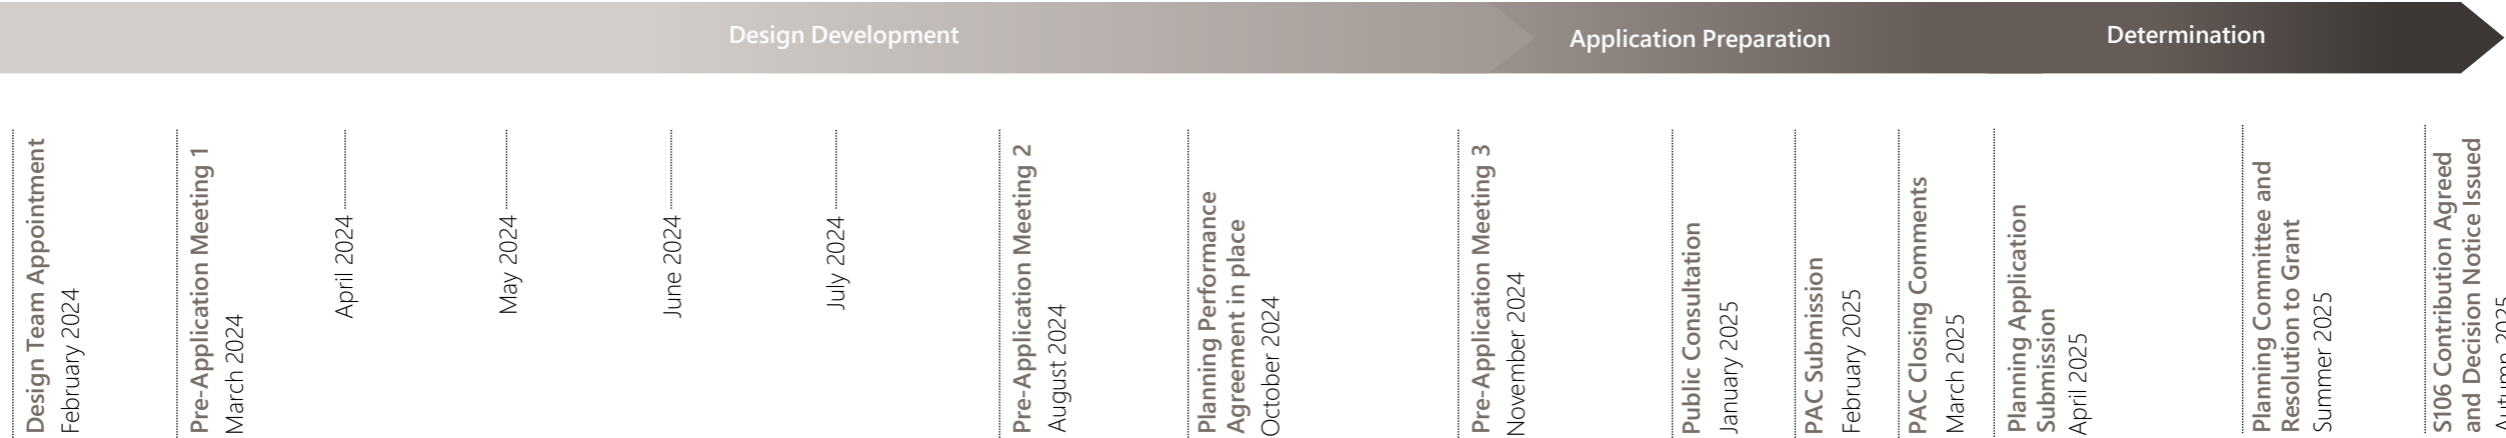 Design Development
Application Preparation
Determination
Design Team Appointment
February 2024
Pre-Application Meeting 1
March 2024
April 2024
May 2024
June 2024
July 2024
Pre-Application Meeting 2
August 2024
Planning Performance
Agreement in place
October 2024
Pre-Application Meeting 3
November 2024
Public Consultation
January 2025
PAC Submission
February 2025
PAC Closing Comments
March 2025
Planning Application
Submission
April 2025
Planning Committee and
Resolution to Grant
Summer 2025
S106 Contribution Agreed
and Decision Notice Issued
Autumn 2025